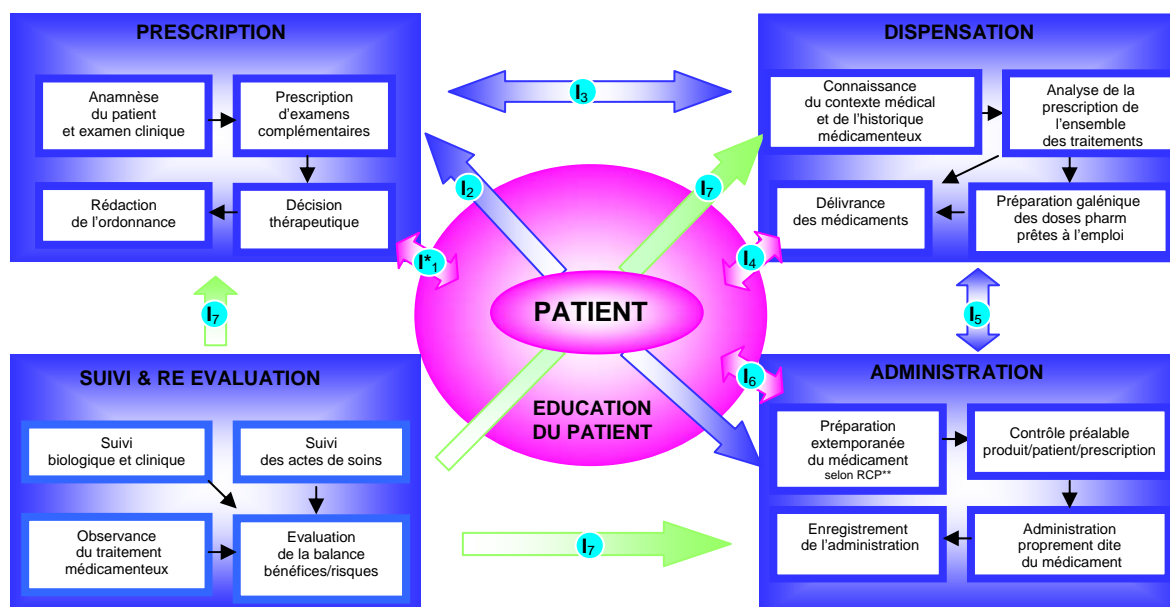 PRESCRIPTION
Anamnèse
du patient
et examen clinique
Prescription
d'examens
complémentaires
Rédaction
de l'ordonnance
Décision
thérapeutique
I3
DISPENSATION
Connaissance
du contexte médical
et de l'historique
médicamenteux
Analyse de la
prescription de
l'ensemble
des traitements
Délivrance
des médicaments
Préparation galénique
des doses pharm
prêtes à l'emploi
I2
I7
I*1
I4
I7
PATIENT
I5
EDUCATION
DU PATIENT
I6
SUIVI & RE EVALUATION
Suivi
biologique et clinique
Suivi
des actes de soins
Observance
du traitement
médicamenteux
Evaluation
de la balance
bénéfices/risques
I7
ADMINISTRATION
Préparation
extemporanée
du médicament
selon RCP**
Contrôle préalable
produit/patient/prescription
Enregistrement
de l'administration
Administration
proprement dite
du médicament